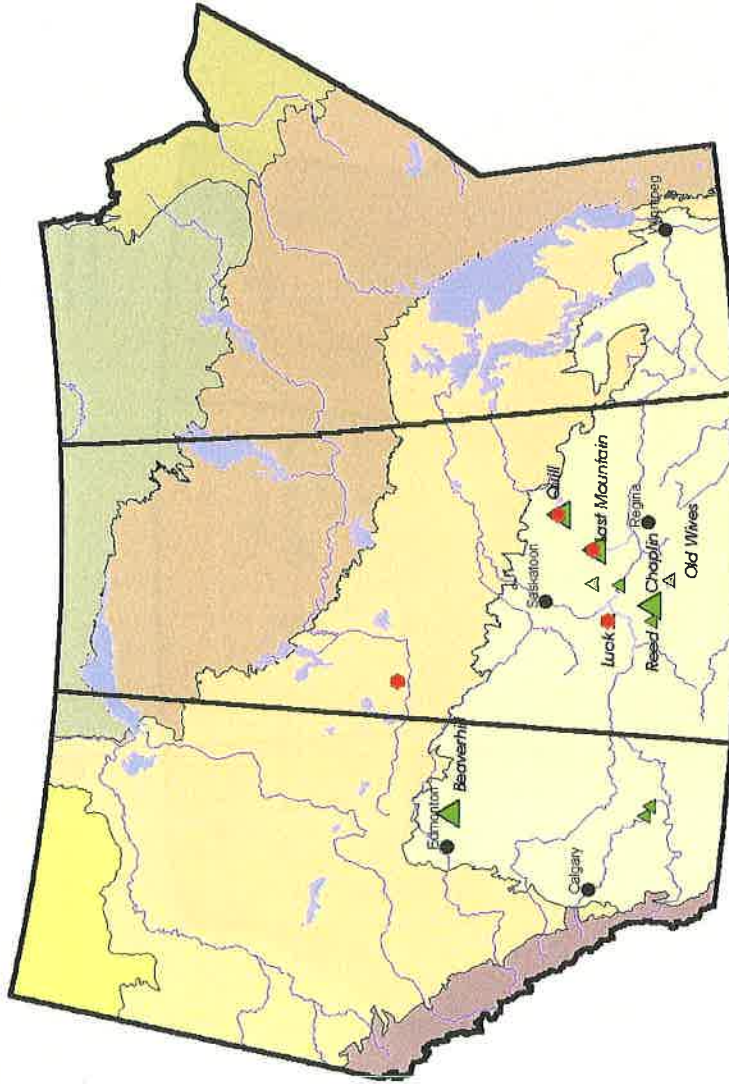 Edmonton
Beaverhill
Calgary
Saskatoon
Quill
Last Mountain
Luck
Reed
Chaplin
Regina
Old Wives
Winnipeg